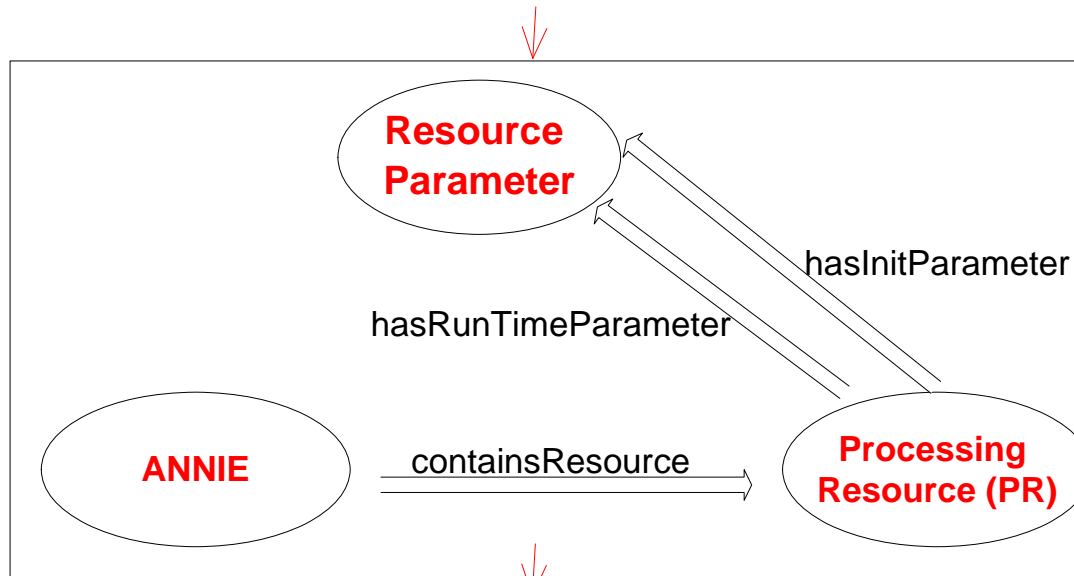 Resource
Parameter
hasInitParameter
hasRunTimeParameter
ANNIE
containsResource
Processing
Resource (PR)